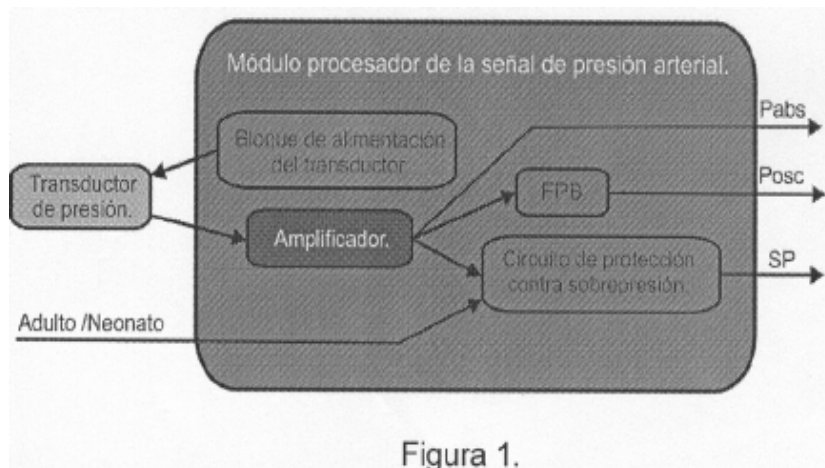 Módulo procesador de la señal de presión arterial.
Pabs
Bloque de alimentación
del transductor
Transductor
de presión.
FPB
Posc
Amplificador.
Circuito de protección
contra sobrepresión.
SP
Adulto /Neonato
Figura 1.